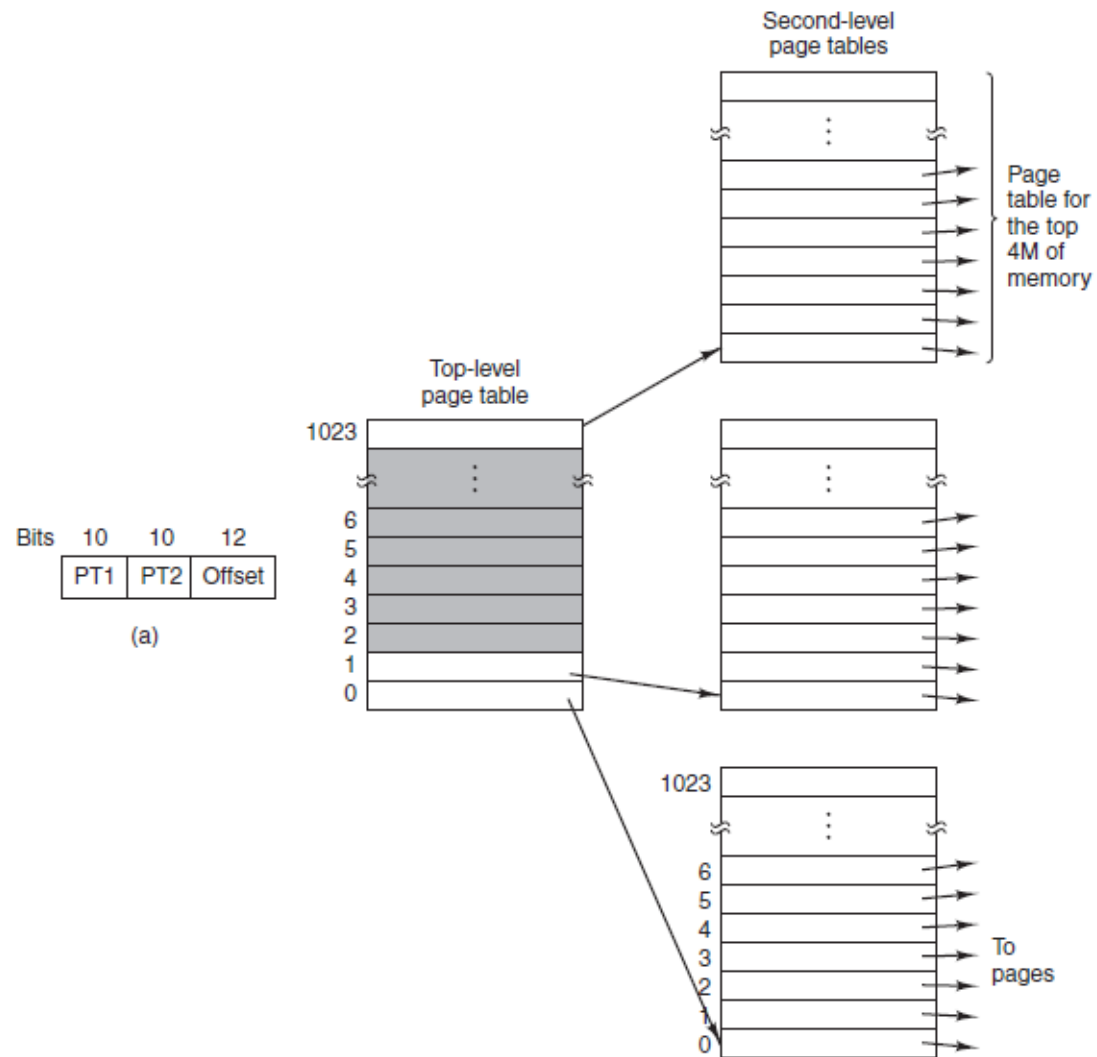 Second-level
page tables
Page
table for
the top
4M of
memory
Top-level
page table
1023
6
5
4
3
2
1
0
Bits 10 10 12
PT1 PT2 Offset
(a)
1023
6
5
4
3
2
1
0
To
pages